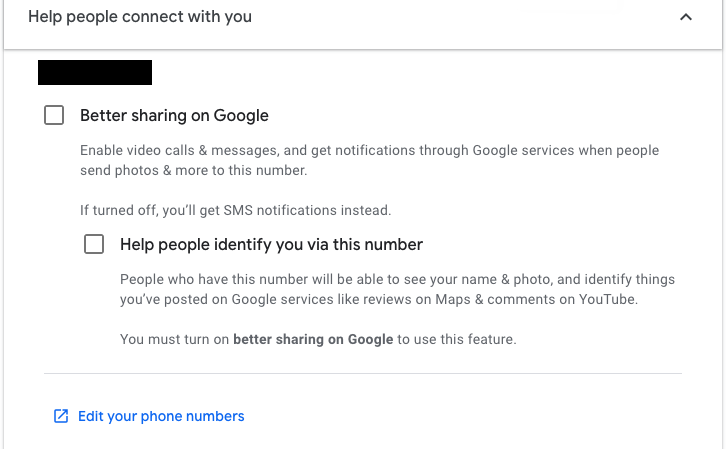 Help people connect with you
Better sharing on Google
Enable video calls & messages, and get notifications through Google services when people
send photos & more to this number.
If turned off, you’ll get SMS notifications instead.
Help people identify you via this number
People who have this number will be able to see your name & photo, and identify things
you’ve posted on Google services like reviews on Maps & comments on YouTube.
You must turn on better sharing on Google to use this feature.
Edit your phone numbers